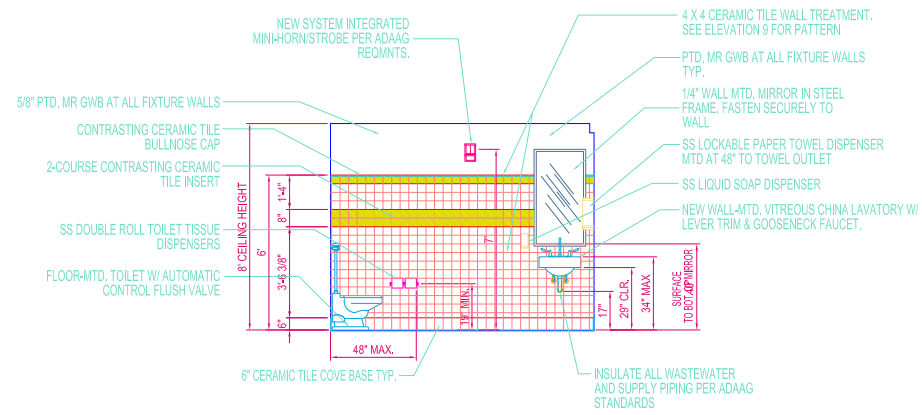 NEW SYSTEM INTEGRATED
MINI-HORN/STROBE PER ADAAG
REQMNTS.
4 X 4 CERAMIC TILE WALL TREATMENT.
SEE ELEVATION 9 FOR PATTERN
PTD. MR GWB AT ALL FIXTURE WALLS
TYP.
5/8" PTD. MR GWB AT ALL FIXTURE WALLS
1/4" WALL MTD. MIRROR IN STEEL
FRAME. FASTEN SECURELY TO
WALL
CONTRASTING CERAMIC TILE
BULLNOSE CAP
SS LOCKABLE PAPER TOWEL DISPENSER
MTD AT 48" TO TOWEL OUTLET
2-COURSE CONTRASTING CERAMIC
TILE INSERT
SS LIQUID SOAP DISPENSER
NEW WALL-MTD. VITREOUS CHINA LAVATORY W/
LEVER TRIM & GOOSENECK FAUCET.
SS DOUBLE ROLL TOILET TISSUE
DISPENSERS
FLOOR-MTD. TOILET W/ AUTOMATIC
CONTROL FLUSH VALVE
8' CEILING HEIGHT
6'
1'-4"
8"
3'-6 3/8"
6"
7'
19" MIN.
17"
29" CLR.
34" MAX
SURFACE
TO BOT. OF MIRROR
48" MAX.
6" CERAMIC TILE COVE BASE TYP.
INSULATE ALL WASTEWATER
AND SUPPLY PIPING PER ADAAG
STANDARDS